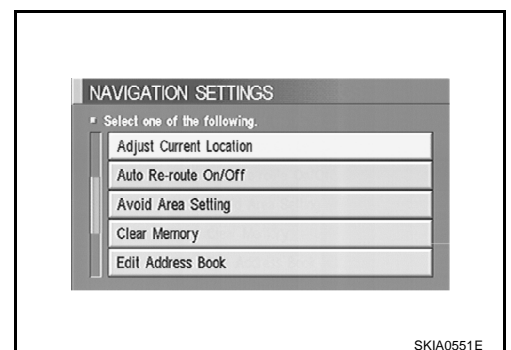 NAVIGATION SETTINGS
Select one of the following.
Adjust Current Location
Auto Re-route On/Off
Avoid Area Setting
Clear Memory
Edit Address Book
SKIA0551E